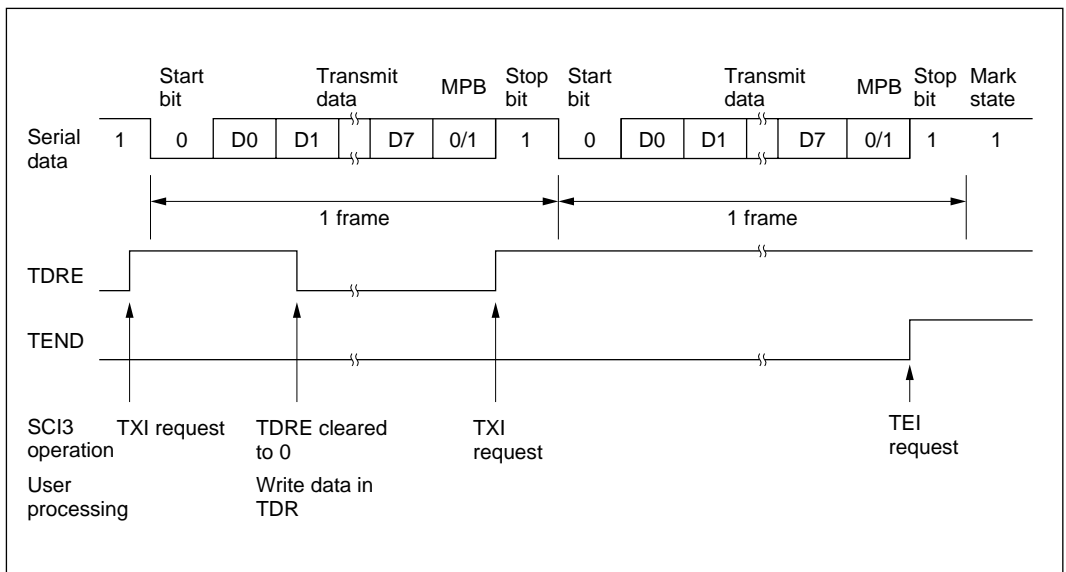 Start bit Transmit data MPB Stop bit Start bit Transmit data MPB Stop bit Mark state
Serial data 1 0 D0 D1 D7 0/1 1 0 D0 D1 D7 0/1 1 1
1 frame 1 frame
TDRE
TEND
SCI3 operation TXI request TDRE cleared to 0 TXI request TEI request
User processing Write data in TDR